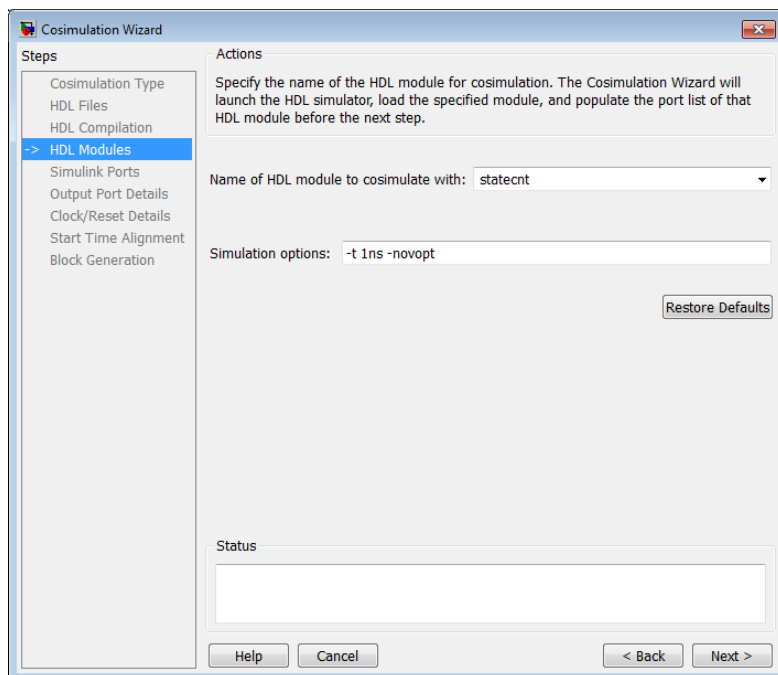 Cosimulation Wizard
Steps
Cosimulation Type
HDL Files
HDL Compilation
-> HDL Modules
Simulink Ports
Output Port Details
Clock/Reset Details
Start Time Alignment
Block Generation
Actions
Specify the name of the HDL module for cosimulation. The Cosimulation Wizard will
launch the HDL simulator, load the specified module, and populate the port list of that
HDL module before the next step.
Name of HDL module to cosimulate with: statecnt
Simulation options: -t 1ns -novopt
Restore Defaults
Status
Help Cancel < Back Next >